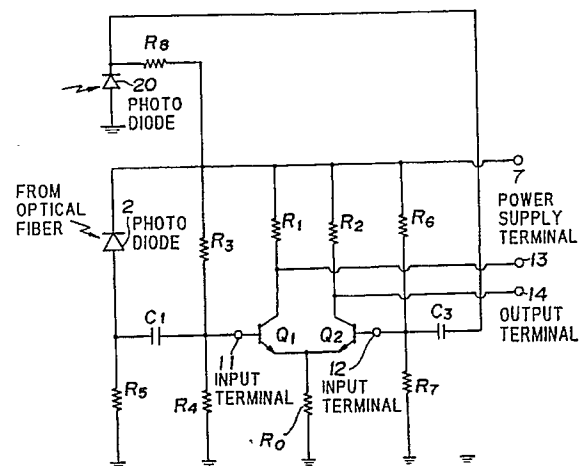 R8
20
PHOTO
DIODE
FROM
OPTICAL
FIBER
2
PHOTO
DIODE
R3
R1
R2
R6
7
POWER
SUPPLY
TERMINAL
13
14
OUTPUT
TERMINAL
C1
Q1
Q2
C3
11
INPUT
TERMINAL
12
INPUT
TERMINAL
R5
R4
R0
R7